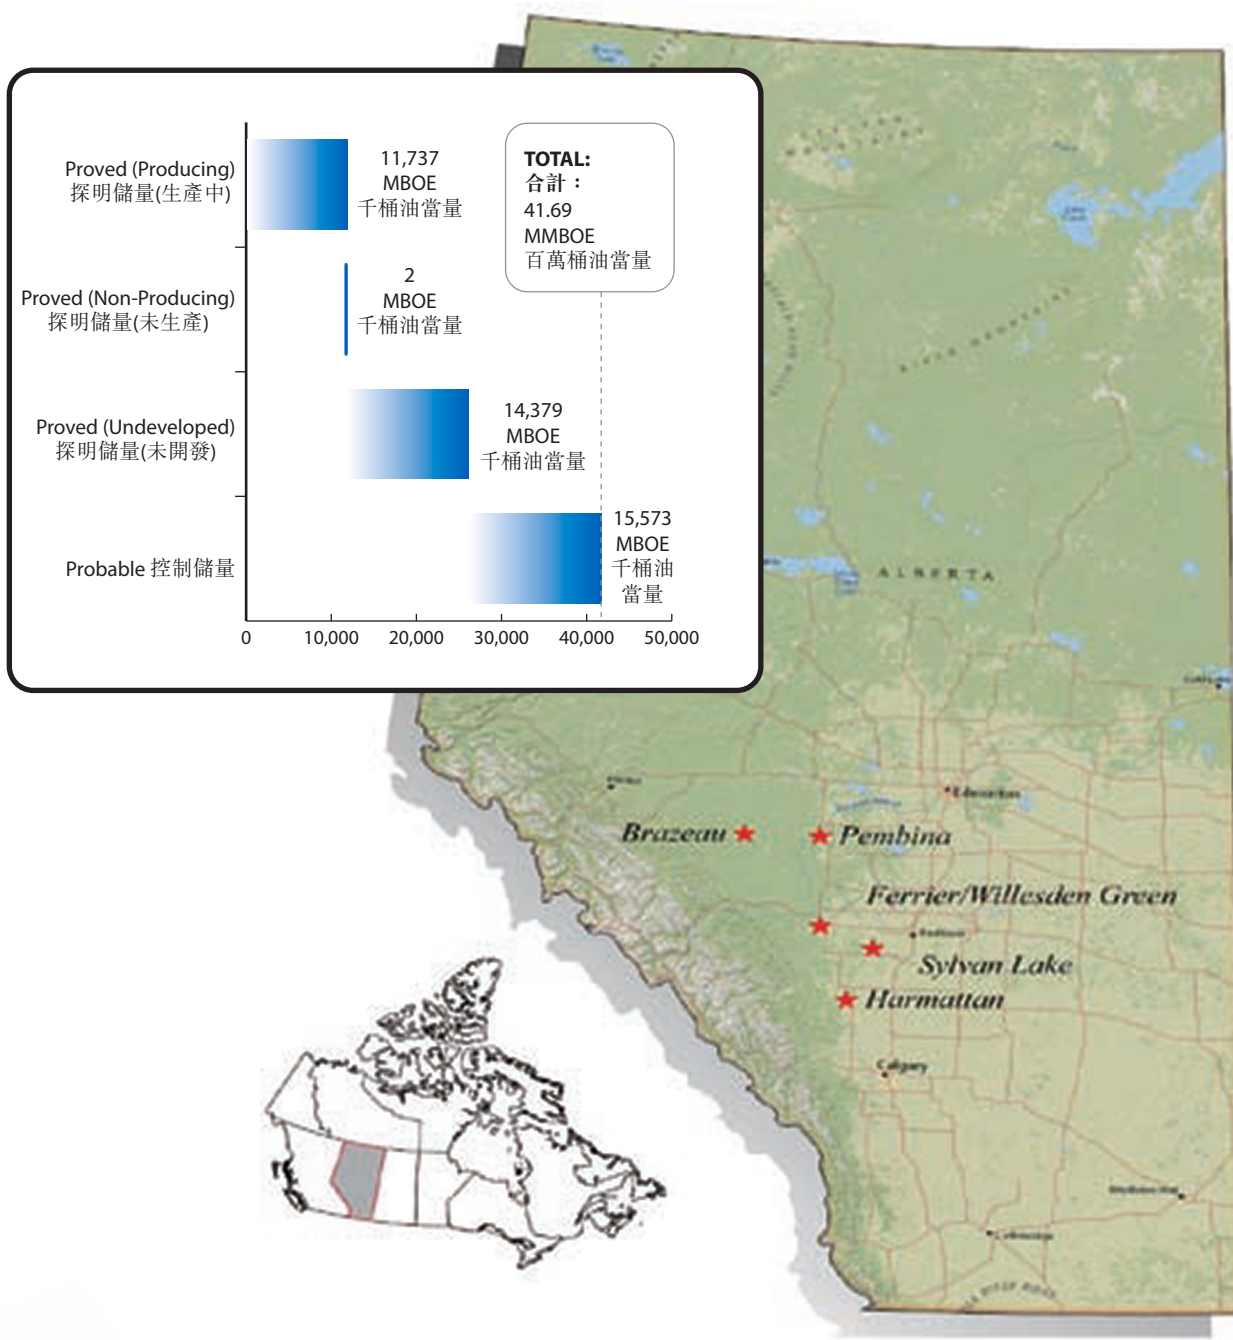 Proved (Producing)
探明儲量(生產中)
11,737
MBOE
千桶油當量
TOTAL:
合計：
41.69
MMBOE
百萬桶油當量
Proved (Non-Producing)
探明儲量(未生產)
2
MBOE
千桶油當量
Proved (Undeveloped)
探明儲量(未開發)
14,379
MBOE
千桶油當量
Probable 控制儲量
15,573
MBOE
千桶油
當量
0 10,000 20,000 30,000 40,000 50,000
ALBERTA
Edmonton
Brazeau
Pembina
Ferrier/Willesden Green
Sylvan Lake
Harmattan
Calgary